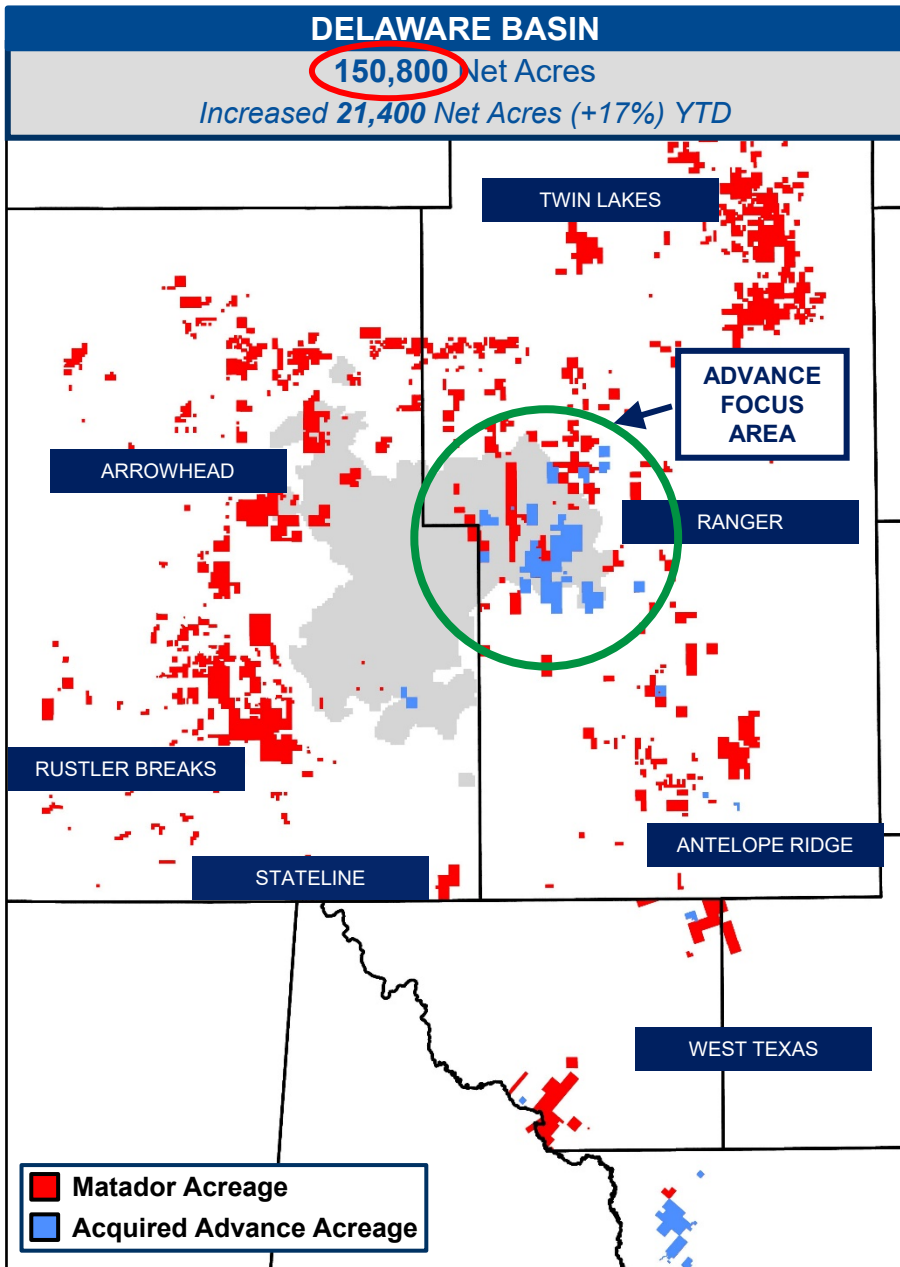 DELAWARE BASIN
150,800 Net Acres
Increased 21,400 Net Acres (+17%) YTD
TWIN LAKES
ADVANCE
FOCUS
AREA
ARROWHEAD
RANGER
RUSTLER BREAKS
ANTELOPE RIDGE
STATELINE
WEST TEXAS
Matador Acreage
Acquired Advance Acreage